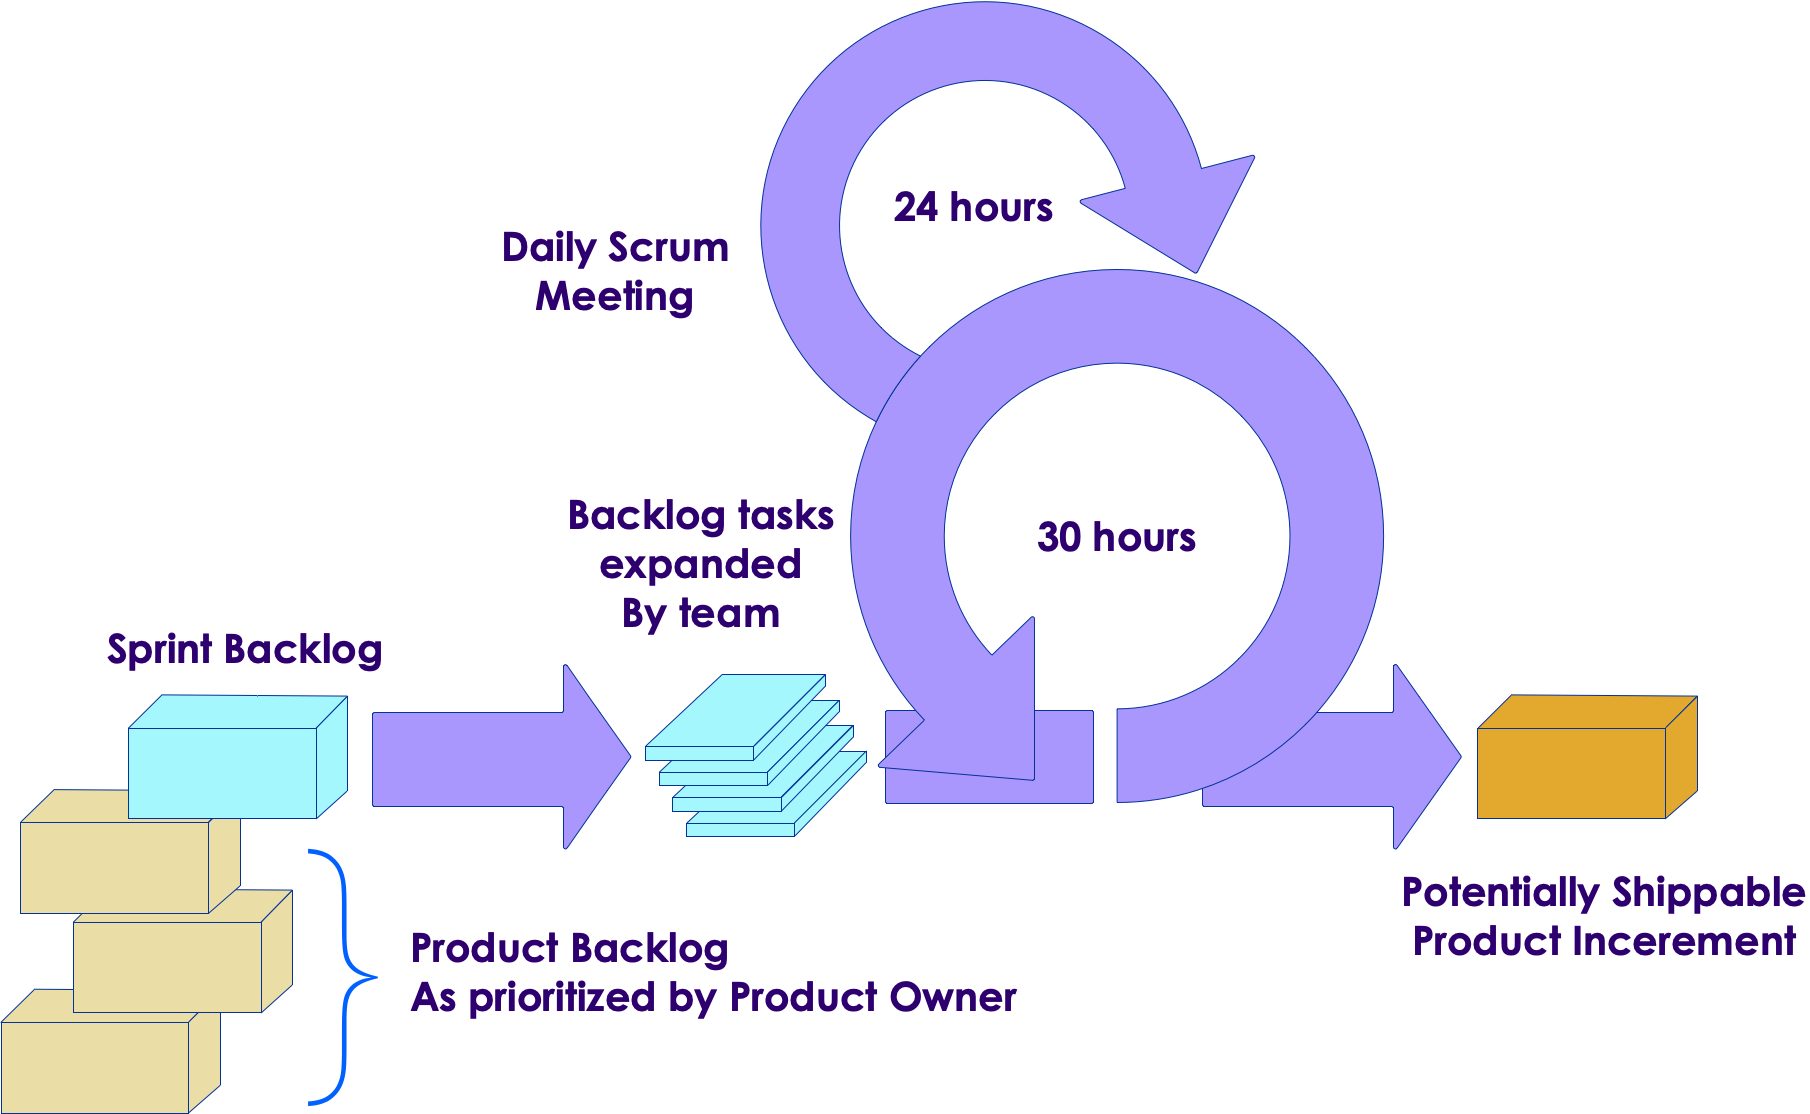 24 hours
Daily Scrum
Meeting
30 hours
Backlog tasks
expanded
By team
Sprint Backlog
Potentially Shippable
Product Incerement
Product Backlog
As prioritized by Product Owner